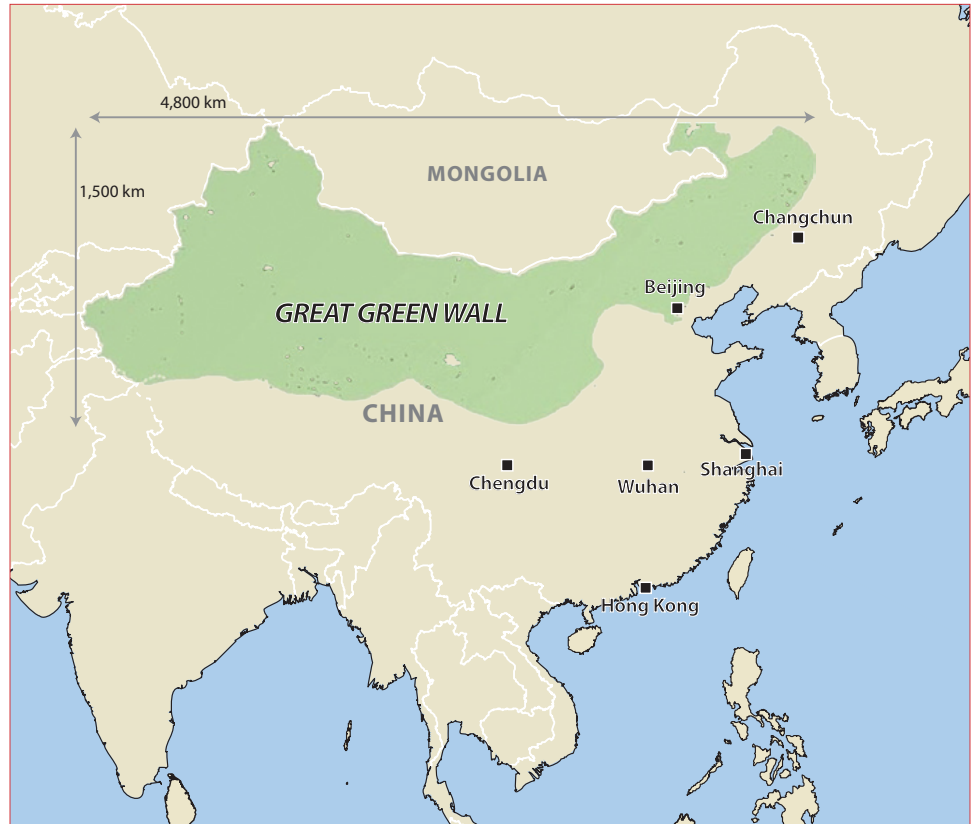 4,800 km
MONGOLIA
1,500 km
Changchun
Beijing
GREAT GREEN WALL
CHINA
Shanghai
Chengdu
Wuhan
Hong Kong